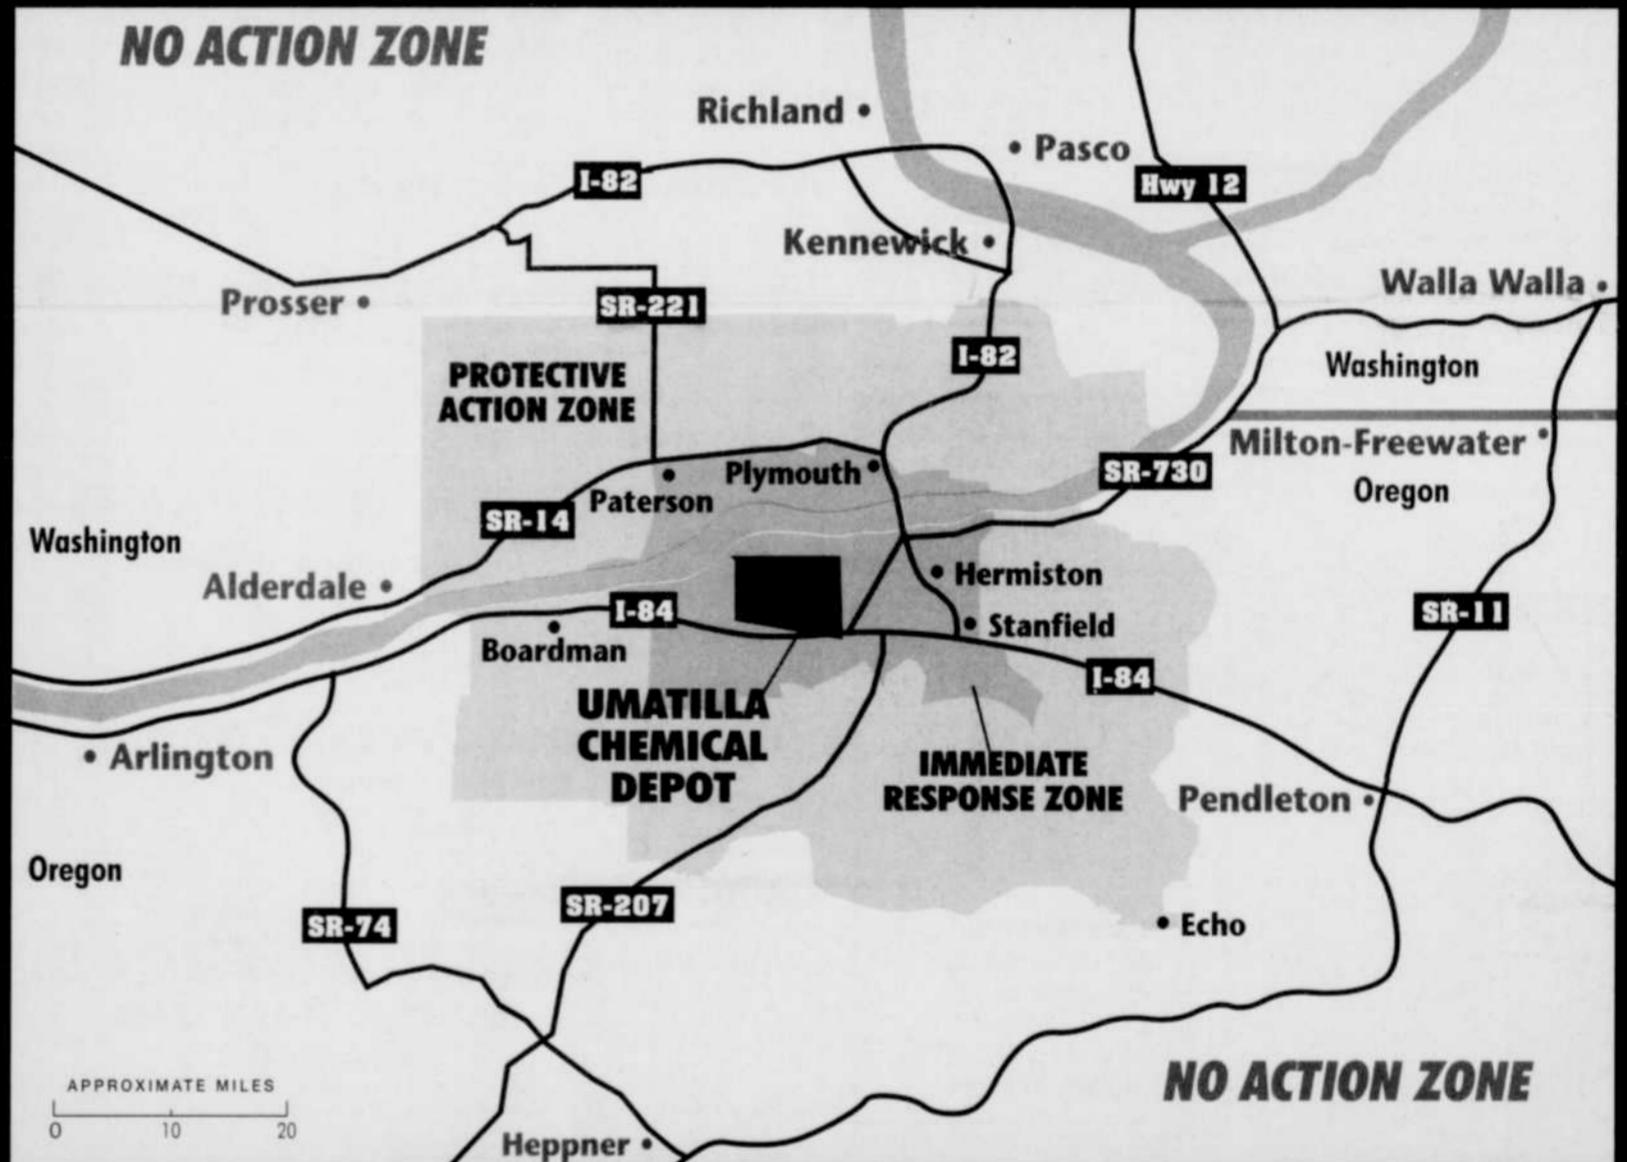 NO ACTION ZONE
Richland
Pasco
I-82
Hwy 12
Kennewick
Walla Walla
Prosser
SR-221
I-82
Washington
PROTECTIVE
ACTION ZONE
Milton-Freewater
SR-730
Plymouth
Paterson
Oregon
SR-14
Washington
Alderdale
Hermiston
I-84
SR-11
Stanfield
Boardman
I-84
UMATILLA
CHEMICAL
DEPOT
Arlington
IMMEDIATE
RESPONSE ZONE
Pendleton
Oregon
SR-207
SR-74
Echo
APPROXIMATE MILES
0 10 20
NO ACTION ZONE
Heppner